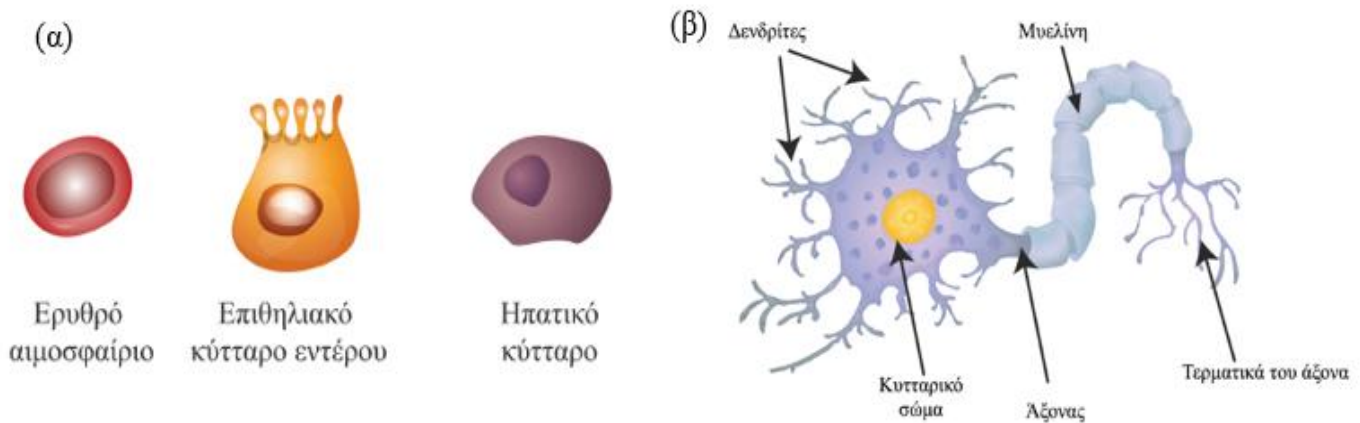 (α)
Ερυθρό
αιμοσφαίριο
Επιθηλιακό
κύτταρο εντέρου
Ηπατικό
κύτταρο
(β)
Δενδρίτες
Μυελίνη
Κυτταρικό
σώμα
Άξονας
Τερματικά του άξονα